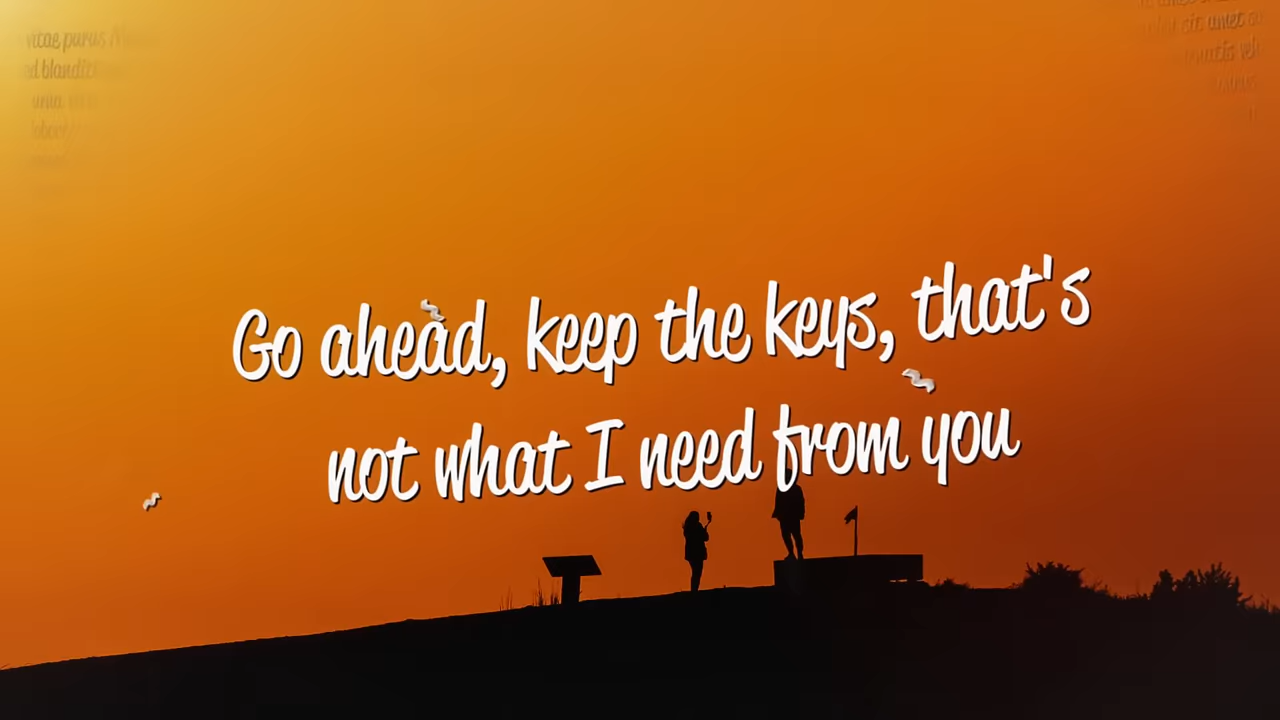 Go ahead, keep the keys, that's
not what I need from you